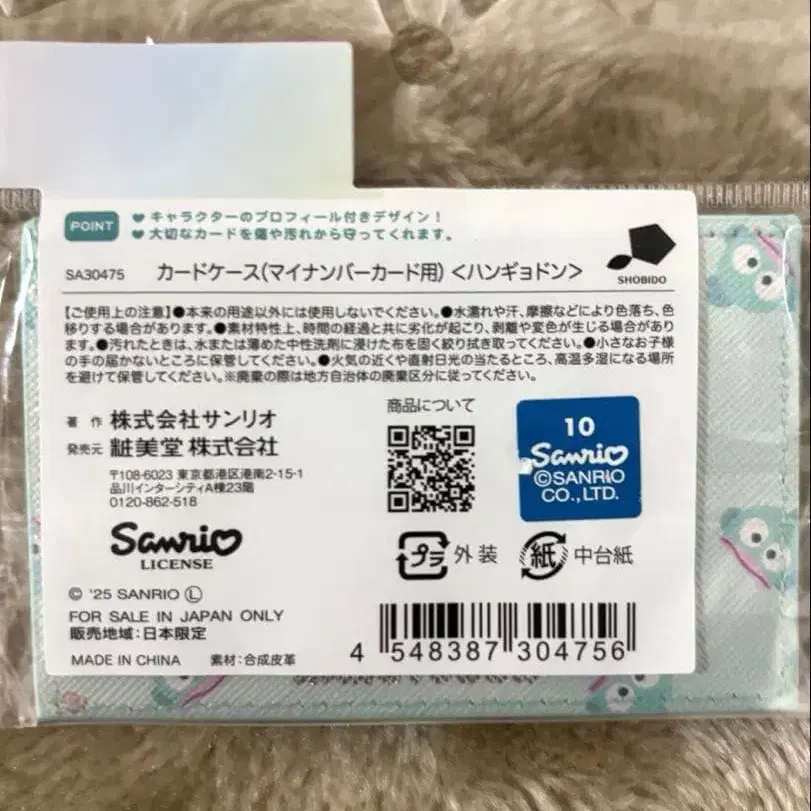 POINT
♥ キャラクターのプロフィール付きデザイン!
♥ 大切なカードを傷や汚れから守ってくれます。
SA30475 カードケース(マイナンバーカード用)<ハンギョドン>
SHOBIDO
【ご使用上の注意】●本来の用途以外には使用しないでください。●水濡れや汗、摩擦などにより色落ち、色
移りする場合があります。●素材特性上、時間の経過と共に劣化が起こり、剥離や変色が生じる場合があり
ます。●汚れたときは、水または薄めた中性洗剤に浸けた布を固く絞り拭き取ってください。●小さなお子様
の手の届かないところに保管してください。●火気の近くや直射日光の当たるところ、高温多湿になる場所
を避けて保管してください。※廃棄の際は地方自治体の廃棄区分に従ってください。
著作 株式会社サンリオ
発売元 粧美堂 株式会社
〒108-6023 東京都港区港南2-15-1
品川インターシティA棟23階
0120-862-518
商品について
10
Sanrio
©SANRIO
CO.,LTD.
Sanrio
LICENSE
プラ 外装
紙 中台紙
© '25 SANRIO Ⓛ
FOR SALE IN JAPAN ONLY
販売地域:日本限定
MADE IN CHINA 素材:合成皮革
4 548387 304756